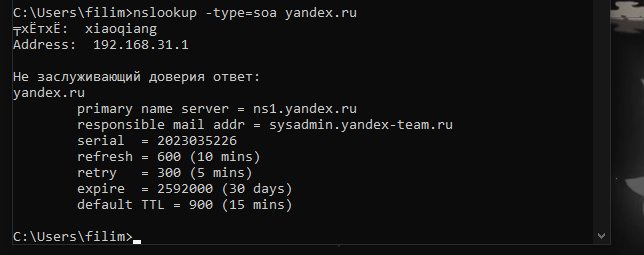 C:\Users\filim>nslookup -type=soa yandex.ru
╤хЁтхЁ:  xiaoqiang
Address:  192.168.31.1
Не заслуживающий доверия ответ:
yandex.ru
        primary name server = ns1.yandex.ru
        responsible mail addr = sysadmin.yandex-team.ru
        serial  = 2023035226
        refresh = 600 (10 mins)
        retry   = 300 (5 mins)
        expire  = 2592000 (30 days)
        default TTL = 900 (15 mins)
C:\Users\filim>